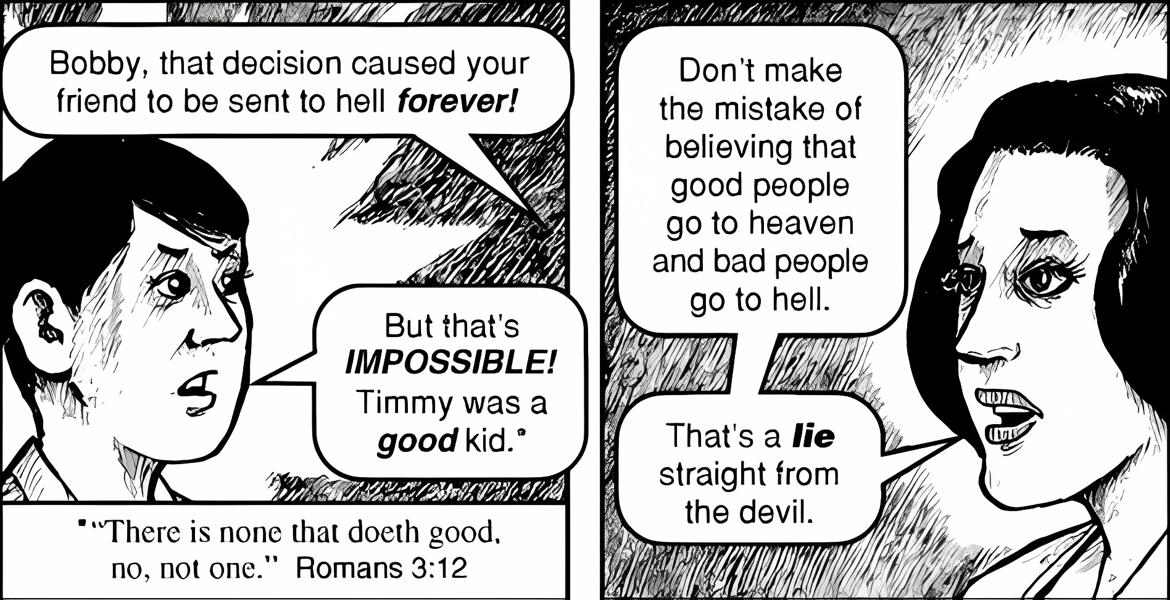 Bobby, that decision caused your
friend to be sent to hell forever!
But that's
IMPOSSIBLE!
Timmy was a
good kid.*
*"There is none that doeth good,
no, not one." Romans 3:12
Don't make
the mistake of
believing that
good people
go to heaven
and bad people
go to hell.
That's a lie
straight from
the devil.